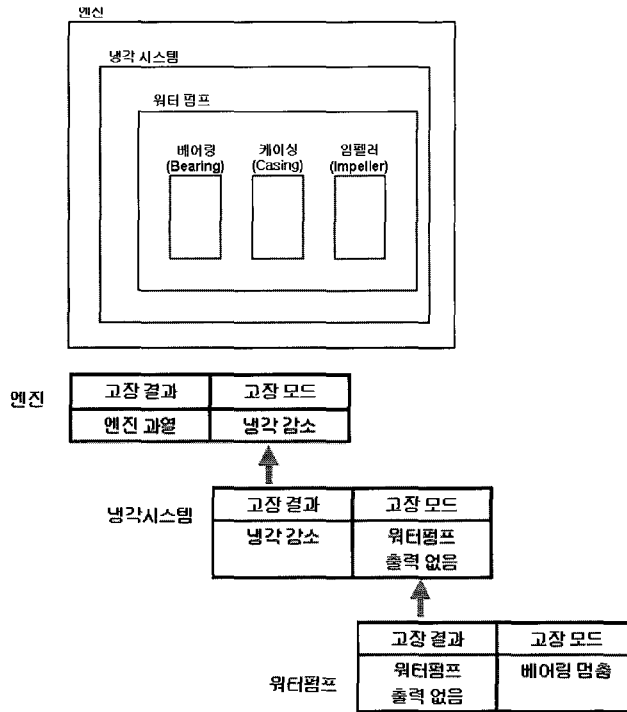 엔진
냉각 시스템
워터 펌프
베어링 케이싱 임펠러
(Bearing) (Casing) (Impeller)
엔진
고장 결과 고장 모드
엔진 과열 냉각 감소
냉각시스템
고장 결과 고장 모드
냉각 감소 워터펌프
출력 없음
워터펌프
고장 결과 고장 모드
워터펌프 베어링 멈춤
출력 없음